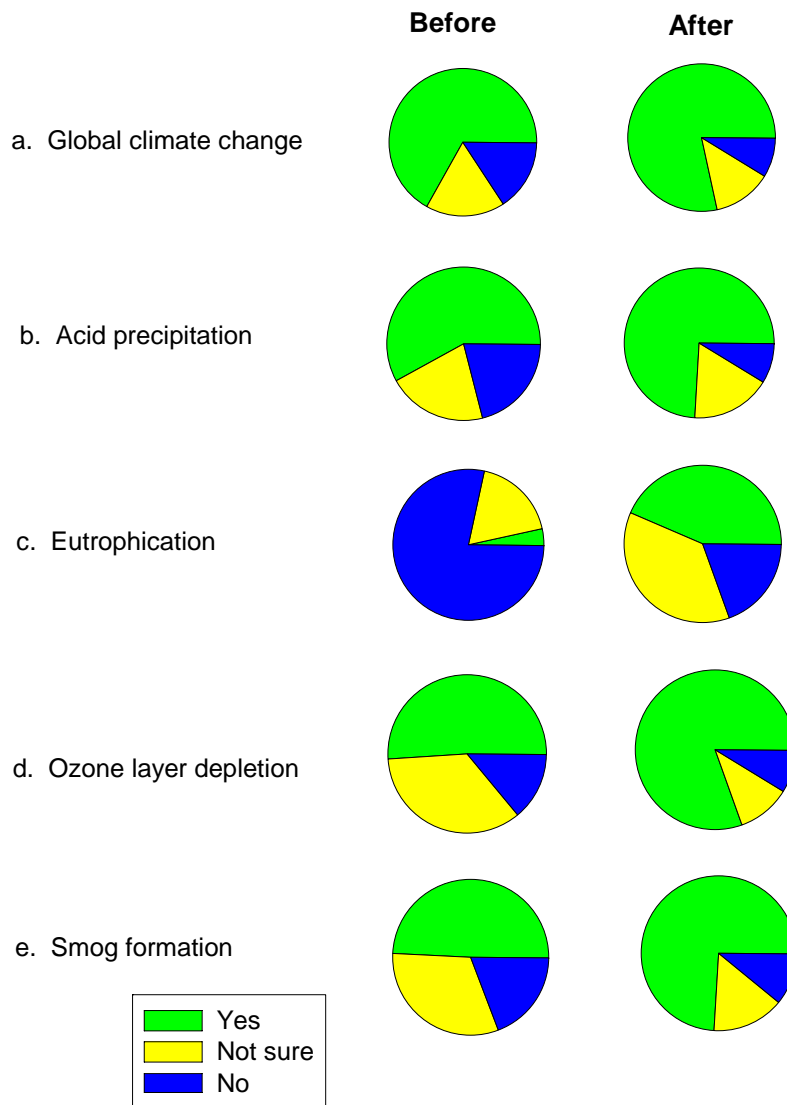 Before After
a. Global climate change
b. Acid precipitation
c. Eutrophication
d. Ozone layer depletion
e. Smog formation
Yes
Not sure
No